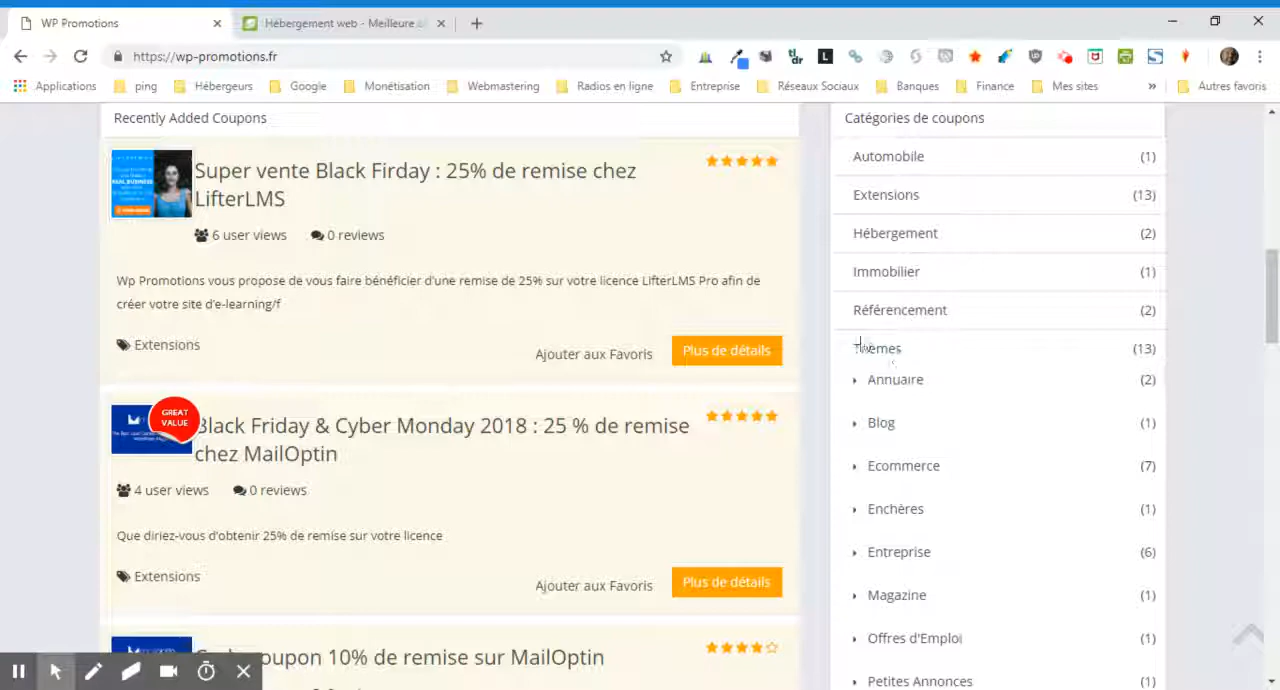 WP Promotions
Hébergement web - Meilleure
https://wp-promotions.fr
Applications
ping
Hébergeurs
Google
Monétisation
Webmastering
Radios en ligne
Entreprise
Réseaux Sociaux
Banques
Finance
Mes sites
»
Autres favoris
Recently Added Coupons
Super vente Black Firday : 25% de remise chez
LifterLMS
6 user views
0 reviews
Wp Promotions vous propose de vous faire bénéficier d'une remise de 25% sur votre licence LifterLMS Pro afin de
créer votre site d'e-learning/f
Extensions
Ajouter aux Favoris
Plus de détails
GREAT
VALUE
Black Friday & Cyber Monday 2018 : 25 % de remise
chez MailOptin
4 user views
0 reviews
Que diriez-vous d'obtenir 25% de remise sur votre licence
Extensions
Ajouter aux Favoris
Plus de détails
coupon 10% de remise sur MailOptin
Catégories de coupons
Automobile (1)
Extensions (13)
Hébergement (2)
Immobilier (1)
Référencement (2)
Thèmes (13)
Annuaire (2)
Blog (1)
Ecommerce (7)
Enchères (1)
Entreprise (6)
Magazine (1)
Offres d'Emploi (1)
Petites Annonces (1)